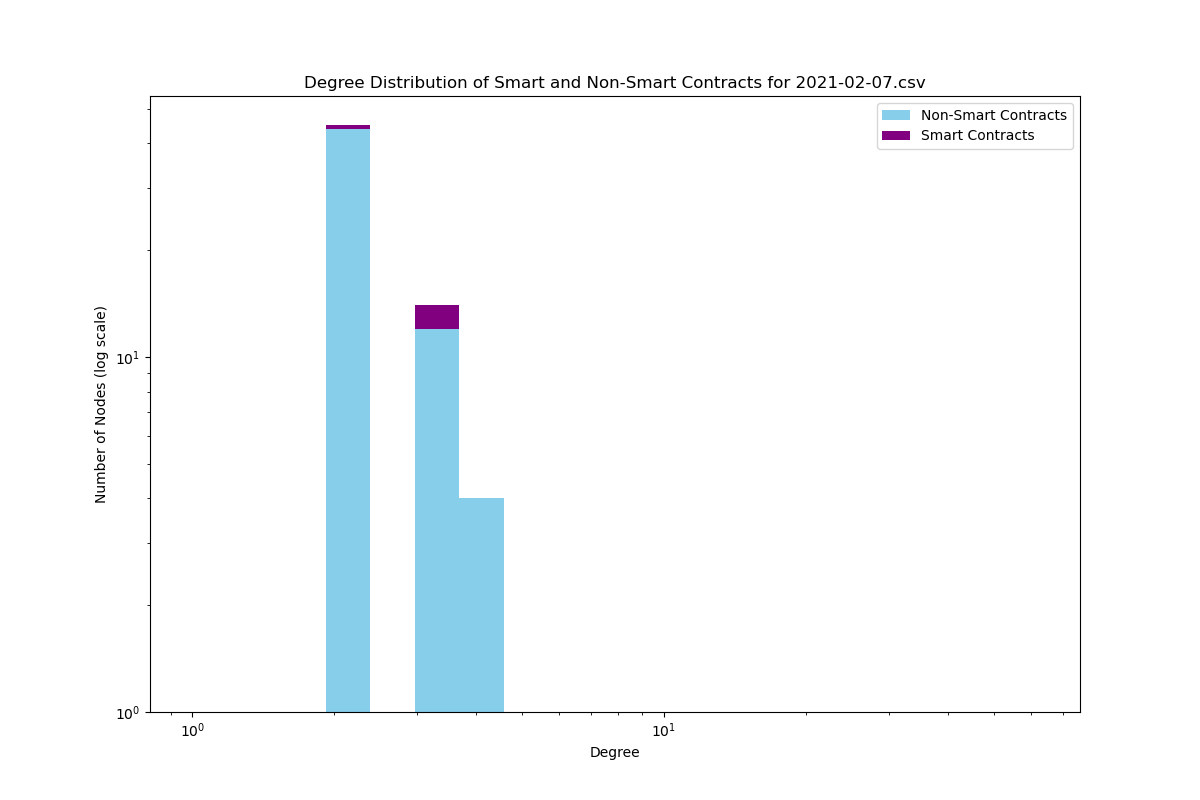 Degree Distribution of Smart and Non-Smart Contracts for 2021-02-07.csv
Non-Smart Contracts
Smart Contracts
Number of Nodes (log scale)
10¹
10⁰
10⁰ 10¹
Degree